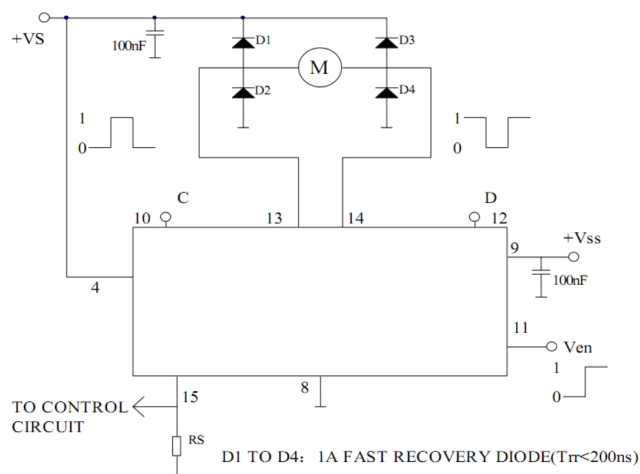 +VS
100nF
D1
D3
M
D2
D4
1
0
1
0
C
D
10
13
14
12
9
+Vss
100nF
4
11
Ven
1
0
15
8
TO CONTROL
CIRCUIT
RS
D1 TO D4: 1A FAST RECOVERY DIODE(Trr<200ns)